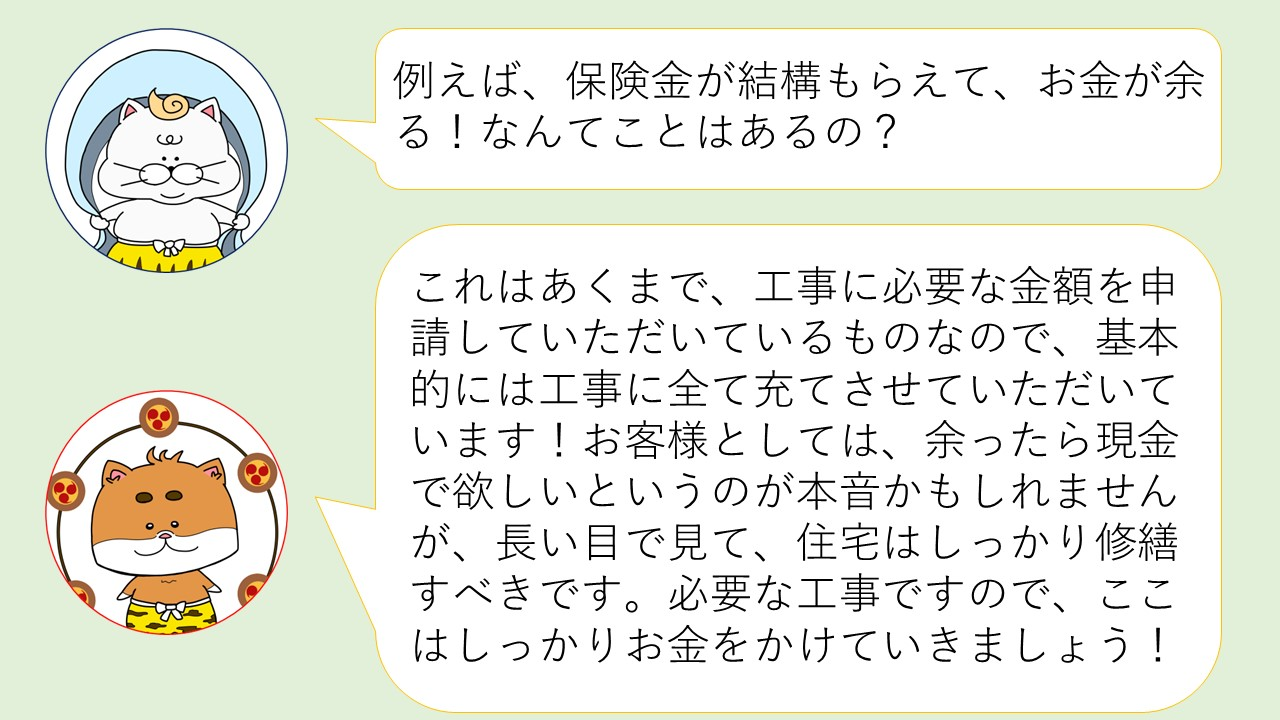 例えば、保険金が結構もらえて、お金が余
る！なんてことはあるの？
これはあくまで、工事に必要な金額を申
請していただいているものなので、基本
的には工事に全て充てさせていただいて
います！お客様としては、余ったら現金
で欲しいというのが本音かもしれません
が、長い目で見て、住宅はしっかり修繕
すべきです。必要な工事ですので、ここ
はしっかりお金をかけていきましょう！